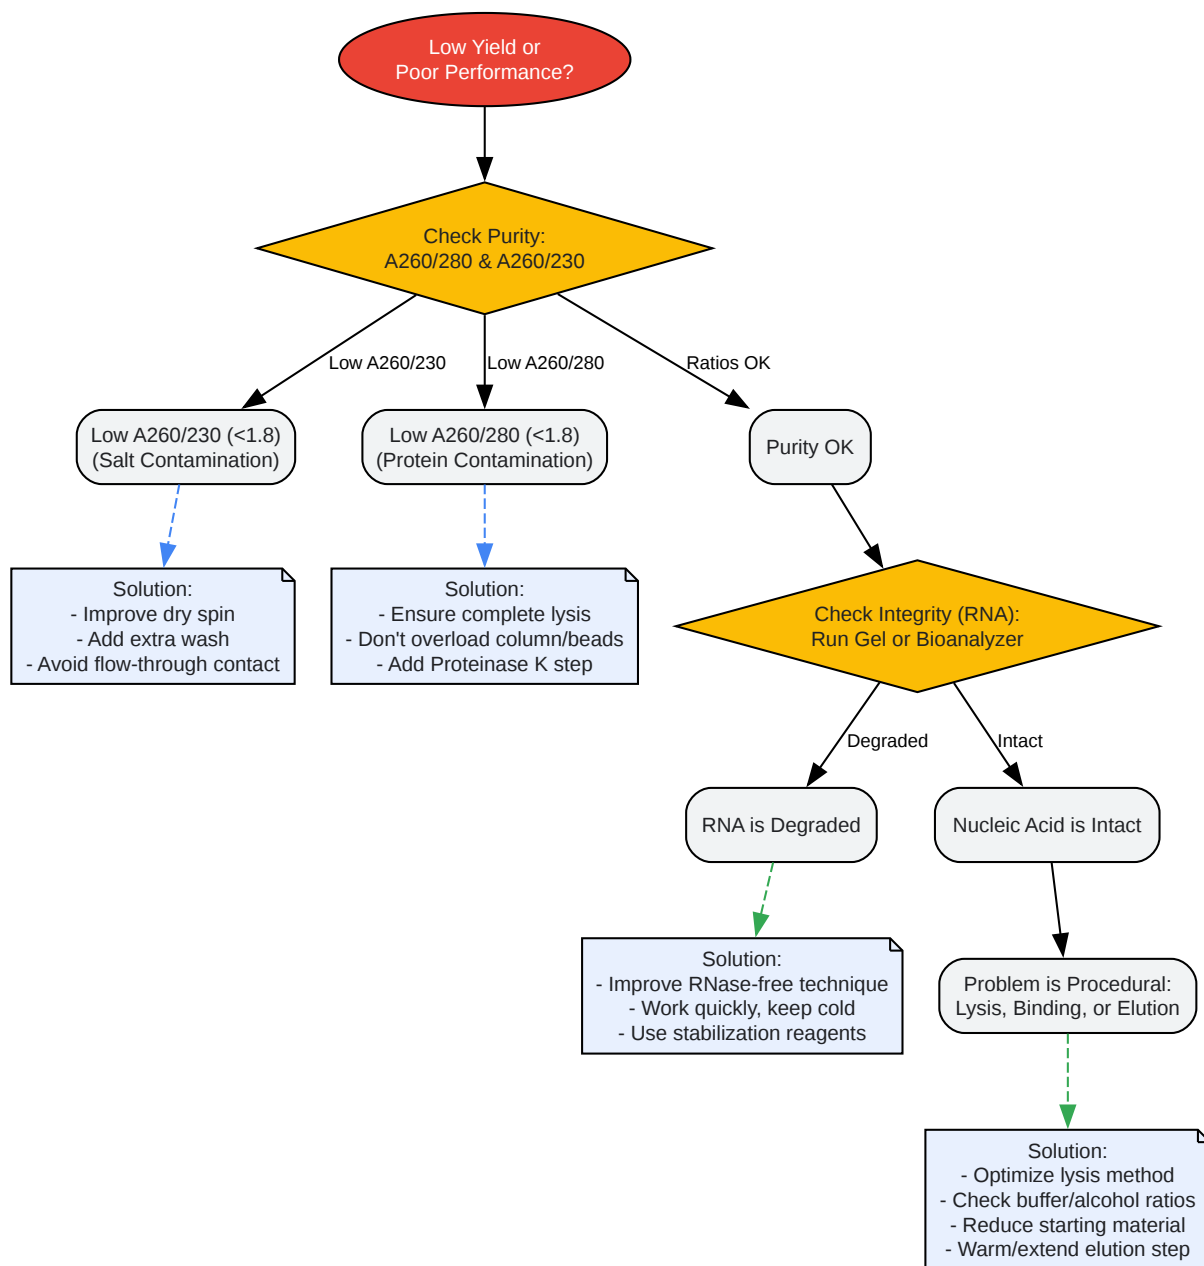 Low Yield or
Poor Performance?
Check Purity:
A260/280 & A260/230
Low A260/230
Low A260/280
Ratios OK
Low A260/230 (<1.8)
(Salt Contamination)
Low A260/280 (<1.8)
(Protein Contamination)
Purity OK
Solution:
- Improve dry spin
- Add extra wash
- Avoid flow-through contact
Solution:
- Ensure complete lysis
- Don't overload column/beads
- Add Proteinase K step
Check Integrity (RNA):
Run Gel or Bioanalyzer
Degraded
Intact
RNA is Degraded
Nucleic Acid is Intact
Solution:
- Improve RNase-free technique
- Work quickly, keep cold
- Use stabilization reagents
Problem is Procedural:
Lysis, Binding, or Elution
Solution:
- Optimize lysis method
- Check buffer/alcohol ratios
- Reduce starting material
- Warm/extend elution step